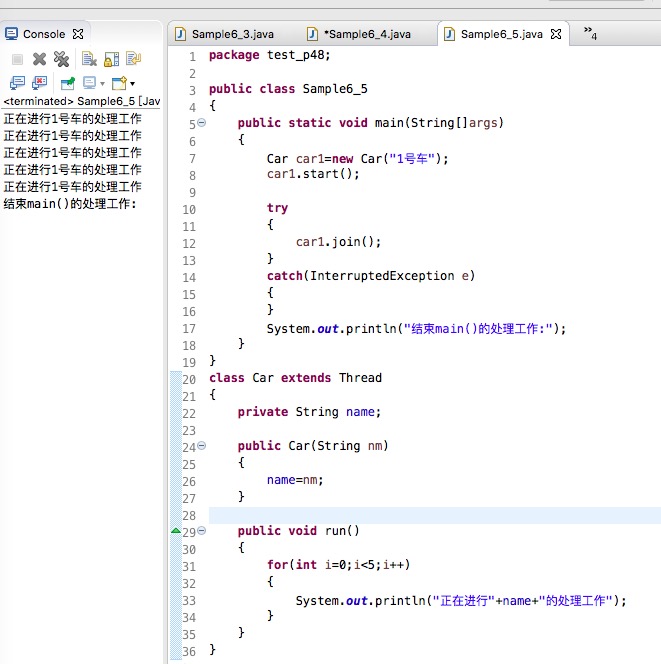 Console
<terminated> Sample6_5 [Jav
正在进行1号车的处理工作
正在进行1号车的处理工作
正在进行1号车的处理工作
正在进行1号车的处理工作
正在进行1号车的处理工作
结束main()的处理工作:
Sample6_3.java *Sample6_4.java Sample6_5.java »4
1 package test_p48;
2
3 public class Sample6_5
4 {
5 public static void main(String[]args)
6 {
7 Car car1=new Car("1号车");
8 car1.start();
9
10 try
11 {
12 car1.join();
13 }
14 catch(InterruptedException e)
15 {
16 }
17 System.out.println("结束main()的处理工作:");
18 }
19 }
20 class Car extends Thread
21 {
22 private String name;
23
24 public Car(String nm)
25 {
26 name=nm;
27 }
28
29 public void run()
30 {
31 for(int i=0;i<5;i++)
32 {
33 System.out.println("正在进行"+name+"的处理工作");
34 }
35 }
36 }